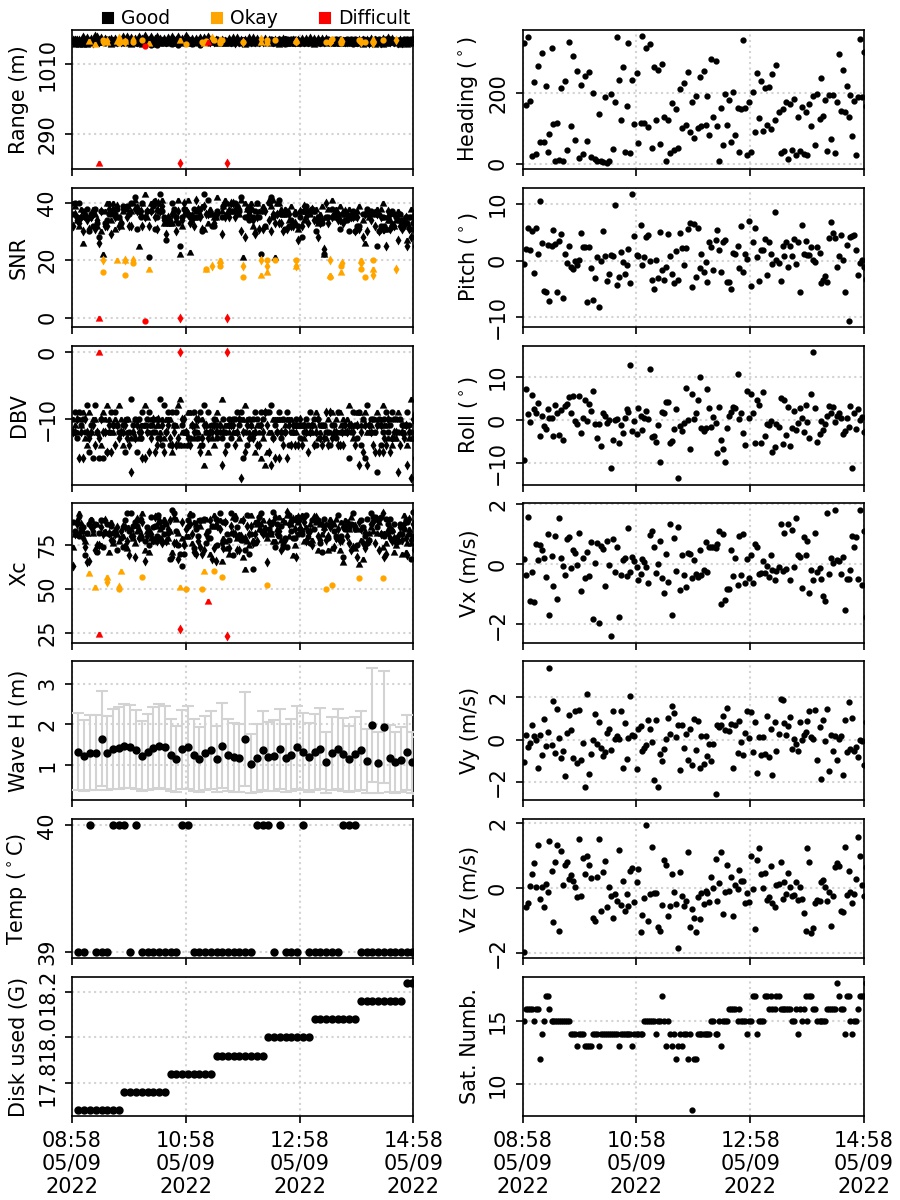 Good Okay Difficult
Range (m)
1010
290
Heading (°)
200
0
SNR
40
20
0
Pitch (°)
10
0
−10
DBV
0
−10
Roll (°)
10
0
−10
Xc
75
50
25
Vx (m/s)
2
0
−2
Wave H (m)
3
2
1
Vy (m/s)
2
0
−2
Temp (°C)
40
39
Vz (m/s)
2
0
−2
Disk used (G)
18.2
18.0
17.8
Sat. Numb.
15
10
08:58 10:58 12:58 14:58
05/09 05/09 05/09 05/09
2022 2022 2022 2022
08:58 10:58 12:58 14:58
05/09 05/09 05/09 05/09
2022 2022 2022 2022